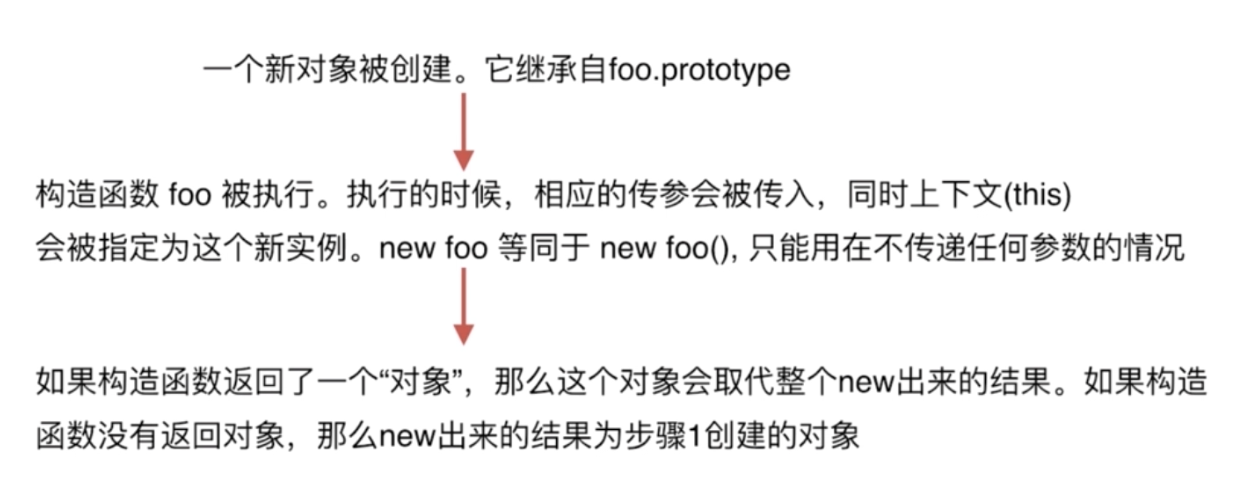 一个新对象被创建。它继承自foo.prototype
构造函数 foo 被执行。执行的时候，相应的传参会被传入，同时上下文(this)
会被指定为这个新实例。new foo 等同于 new foo(), 只能用在不传递任何参数的情况
如果构造函数返回了一个“对象”，那么这个对象会取代整个new出来的结果。如果构造
函数没有返回对象，那么new出来的结果为步骤1创建的对象